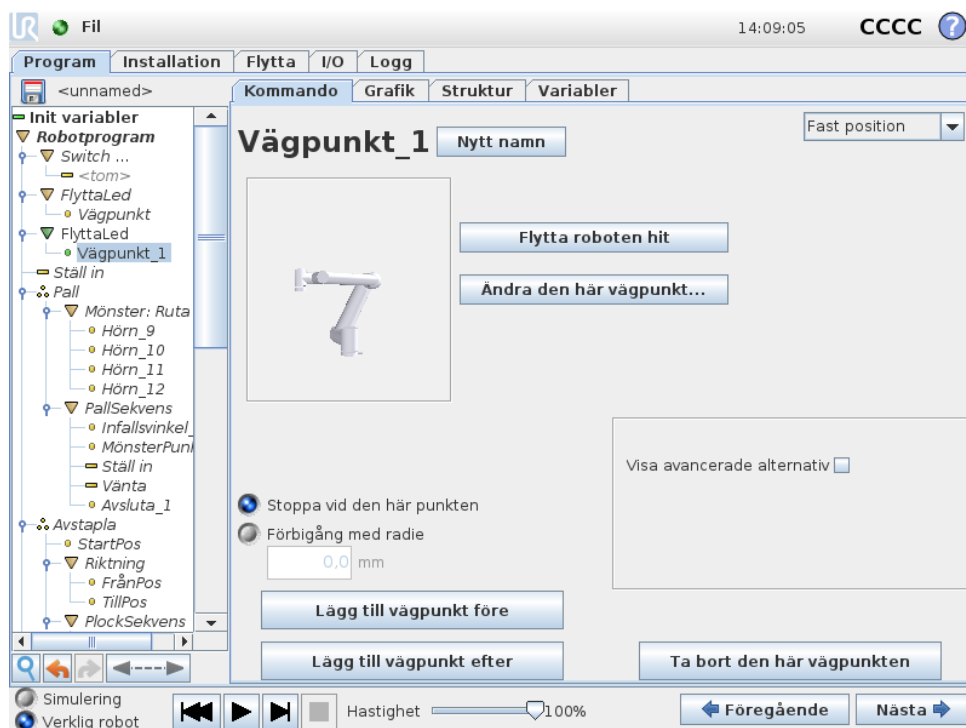 UR Fil 14:09:05 CCCC ?
Program Installation Flytta I/O Logg
<unnamed>
Kommando Grafik Struktur Variabler
Init variabler
Robotprogram
Switch ...
<tom>
FlyttaLed
Vägpunkt
FlyttaLed
Vägpunkt_1
Ställ in
Pall
Mönster: Ruta
Hörn_9
Hörn_10
Hörn_11
Hörn_12
PallSekvens
Infallsvinkel_
MönsterPun
Ställ in
Vänta
Avsluta_1
Avstapla
StartPos
Riktning
FrånPos
TillPos
PlockSekvens
Vägpunkt_1
Nytt namn
Fast position
Flytta roboten hit
Ändra den här vägpunkt...
Visa avancerade alternativ
Stoppa vid den här punkten
Förbigång med radie
0,0 mm
Lägg till vägpunkt före
Lägg till vägpunkt efter
Ta bort den här vägpunkten
Simulering
Verklig robot
Hastighet 100%
Föregående
Nästa